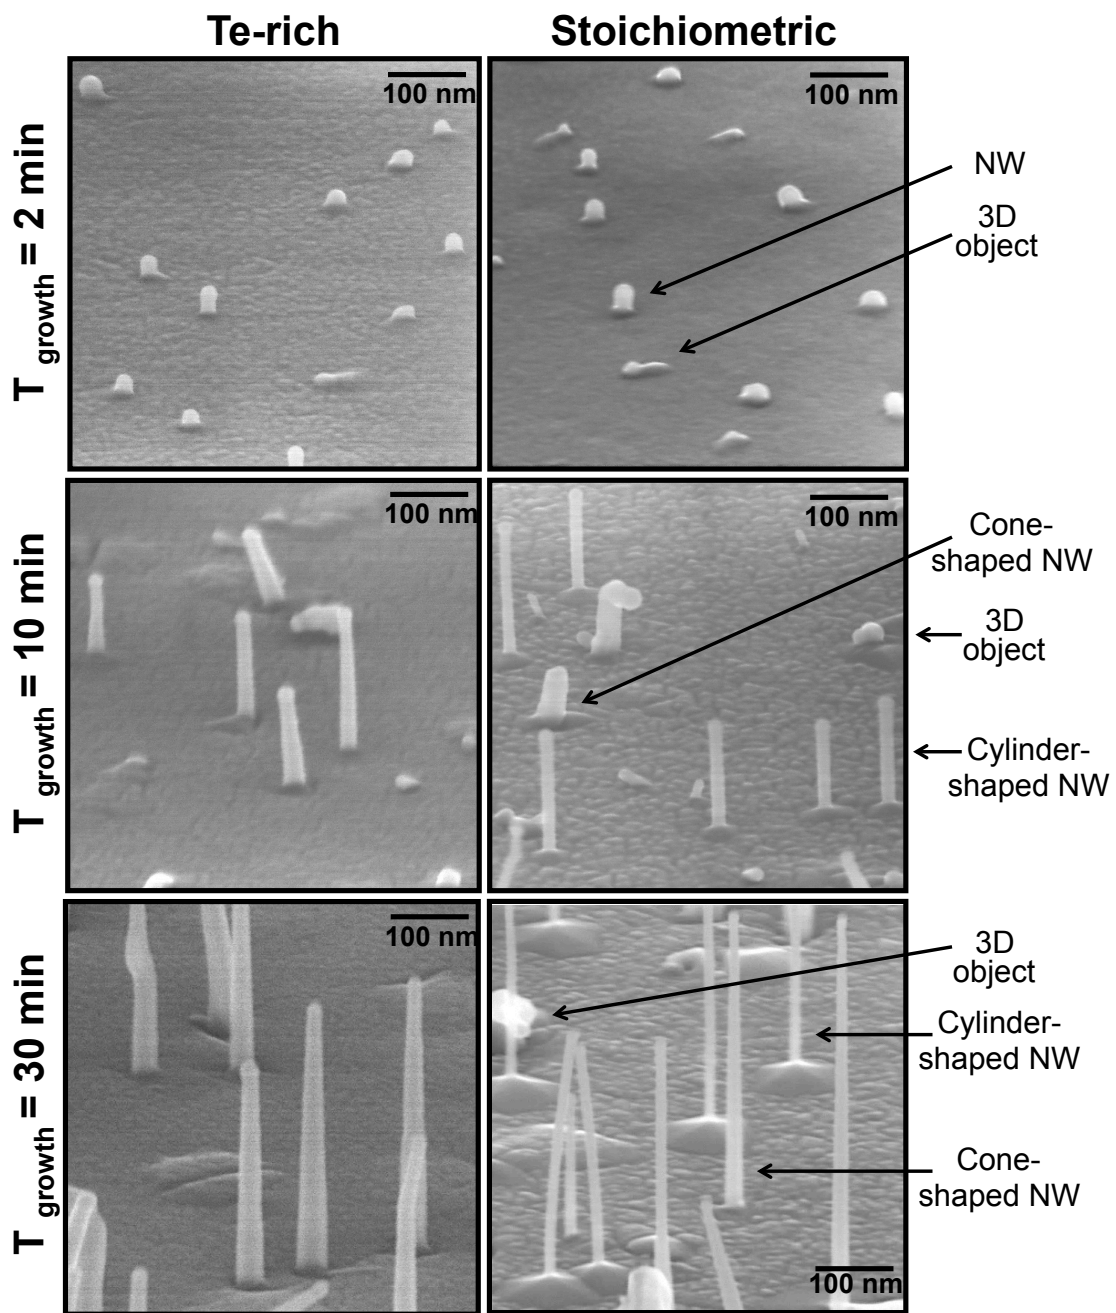 Te-rich
Stoichiometric
T growth = 2 min
100 nm
100 nm
NW
3D
object
T growth = 10 min
100 nm
100 nm
Cone-
shaped NW
3D
object
Cylinder-
shaped NW
T growth = 30 min
100 nm
3D
object
Cylinder-
shaped NW
Cone-
shaped NW
100 nm